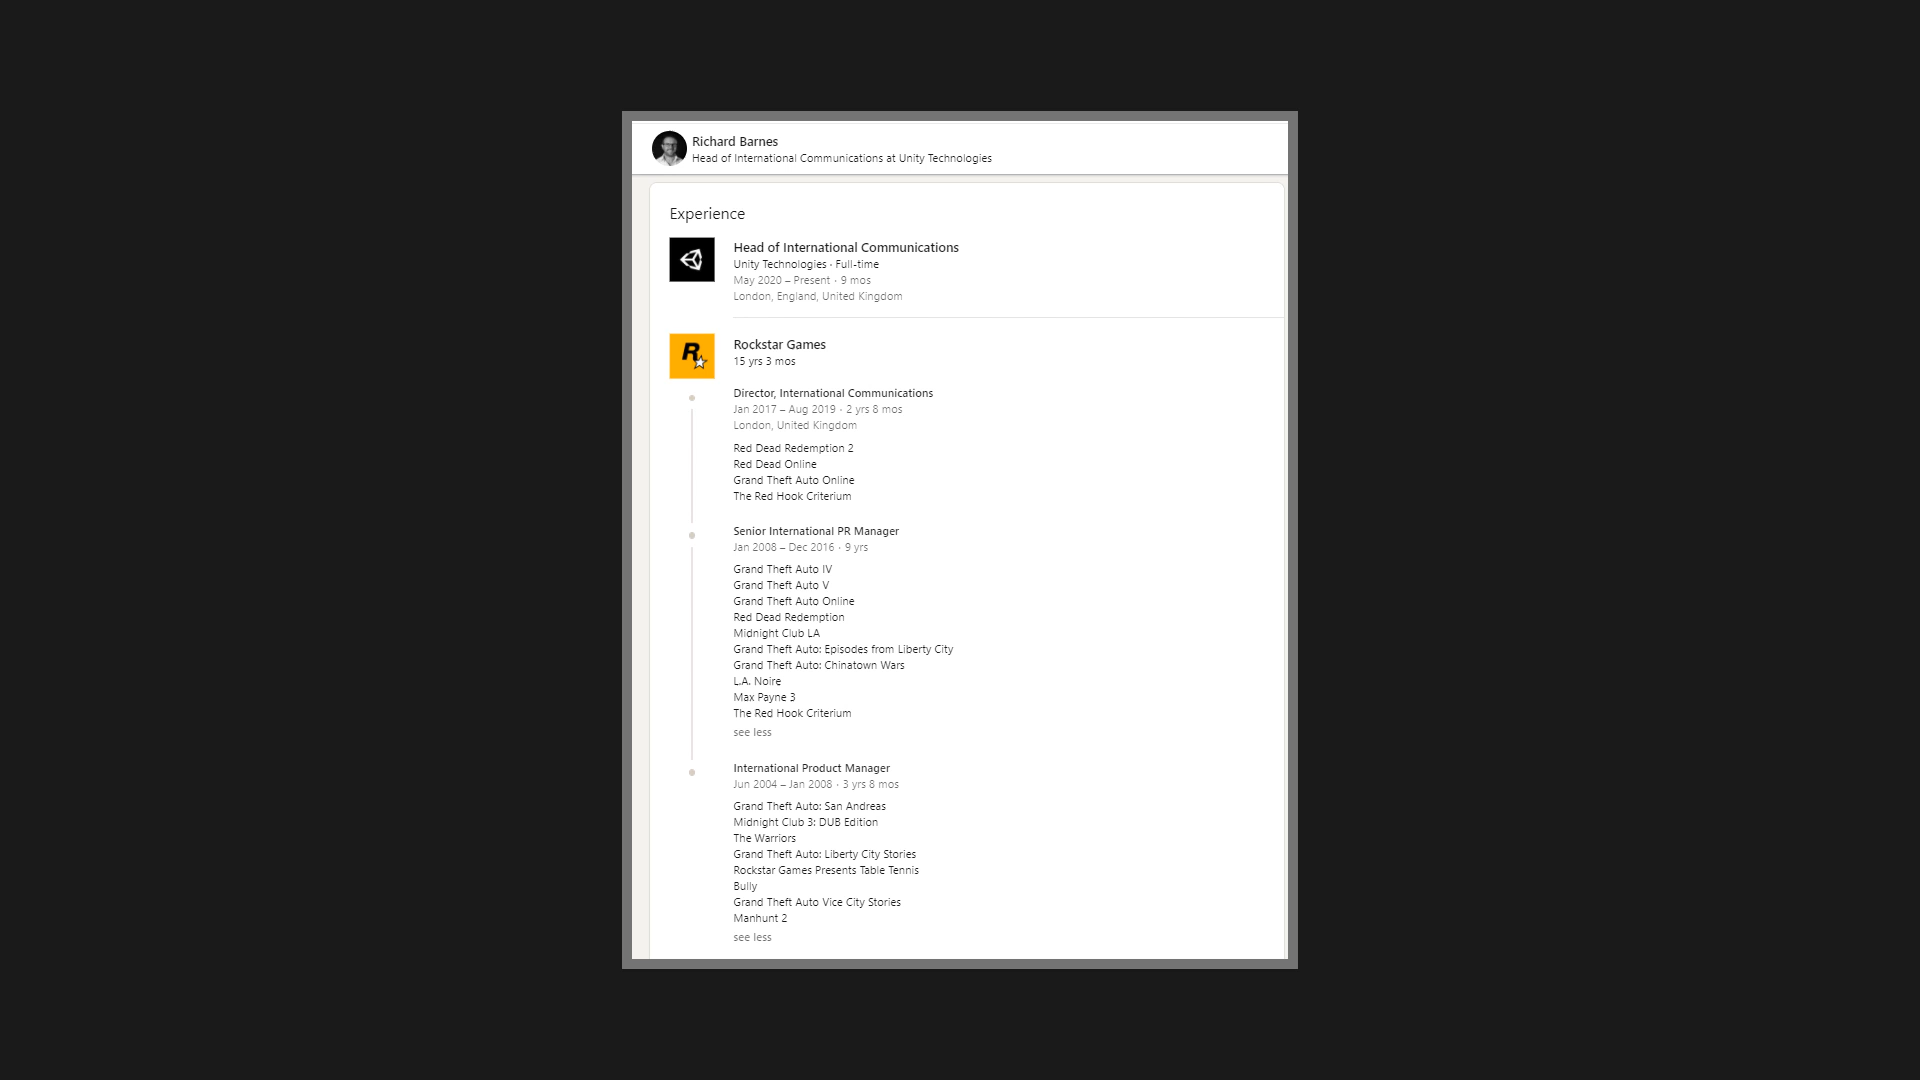 Richard Barnes
Head of International Communications at Unity Technologies
Experience
Head of International Communications
Unity Technologies · Full-time
May 2020 – Present · 9 mos
London, England, United Kingdom
R
Rockstar Games
15 yrs 3 mos
Director, International Communications
Jan 2017 – Aug 2019 · 2 yrs 8 mos
London, United Kingdom
Red Dead Redemption 2
Red Dead Online
Grand Theft Auto Online
The Red Hook Criterium
Senior International PR Manager
Jan 2008 – Dec 2016 · 9 yrs
Grand Theft Auto IV
Grand Theft Auto V
Grand Theft Auto Online
Red Dead Redemption
Midnight Club LA
Grand Theft Auto: Episodes from Liberty City
Grand Theft Auto: Chinatown Wars
L.A. Noire
Max Payne 3
The Red Hook Criterium
see less
International Product Manager
Jun 2004 – Jan 2008 · 3 yrs 8 mos
Grand Theft Auto: San Andreas
Midnight Club 3: DUB Edition
The Warriors
Grand Theft Auto: Liberty City Stories
Rockstar Games Presents Table Tennis
Bully
Grand Theft Auto Vice City Stories
Manhunt 2
see less